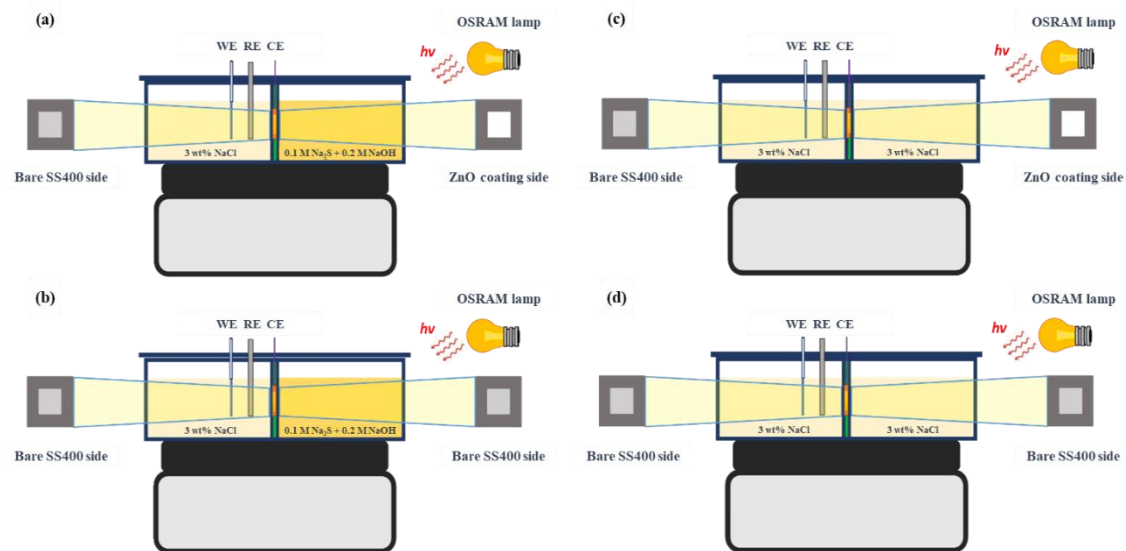 (a)
OSRAM lamp
WE RE CE
hv
3 wt% NaCl
0.1 M Na₂S + 0.2 M NaOH
Bare SS400 side
ZnO coating side
(c)
OSRAM lamp
WE RE CE
hv
3 wt% NaCl
3 wt% NaCl
Bare SS400 side
ZnO coating side
(b)
OSRAM lamp
WE RE CE
hv
3 wt% NaCl
0.1 M Na₂S + 0.2 M NaOH
Bare SS400 side
Bare SS400 side
(d)
OSRAM lamp
WE RE CE
hv
3 wt% NaCl
3 wt% NaCl
Bare SS400 side
Bare SS400 side